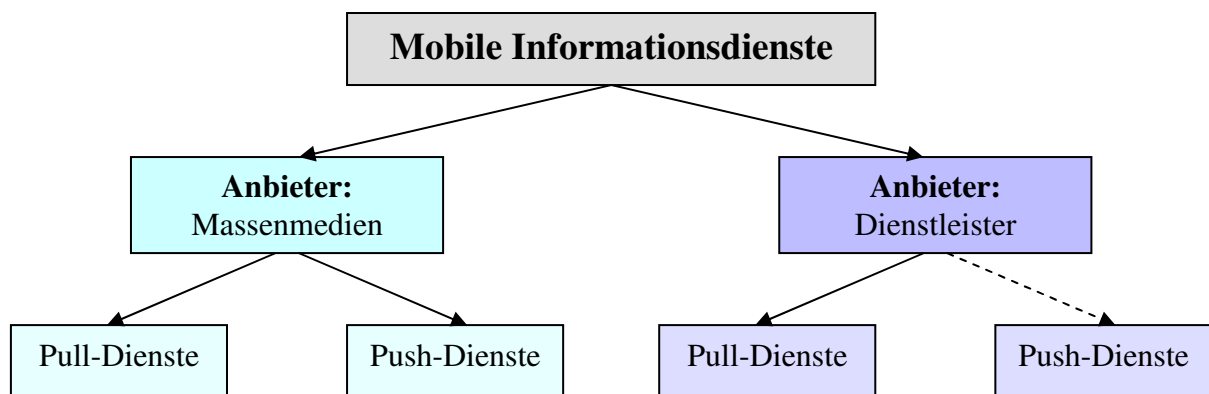 Mobile Informationsdienste
Anbieter:
Massenmedien
Anbieter:
Dienstleister
Pull-Dienste
Push-Dienste
Pull-Dienste
Push-Dienste